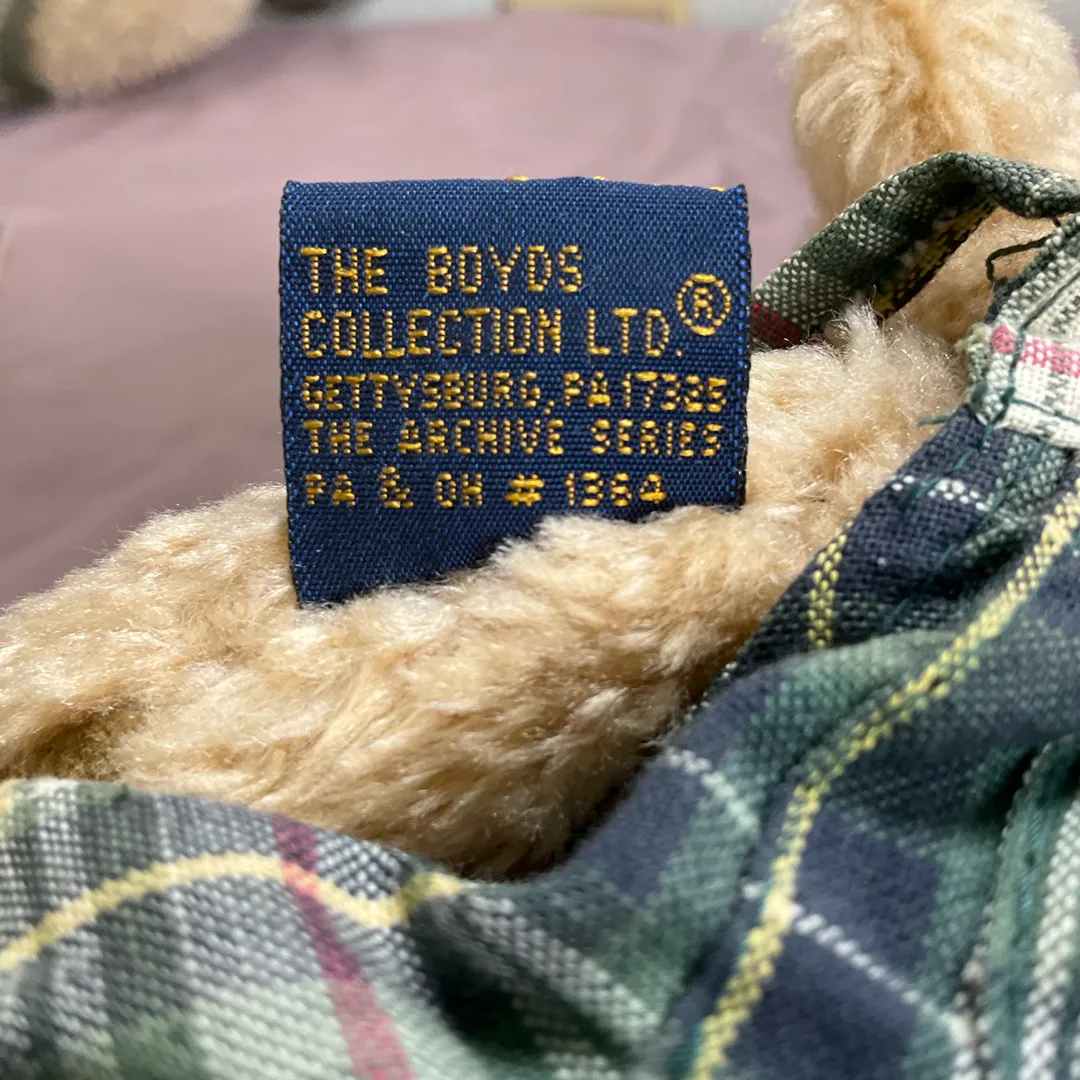 THE BOYDS
COLLECTION LTD.®
GETTYSBURG, PA 17325
THE ARCHIVE SERIES
PA & OH # 1364